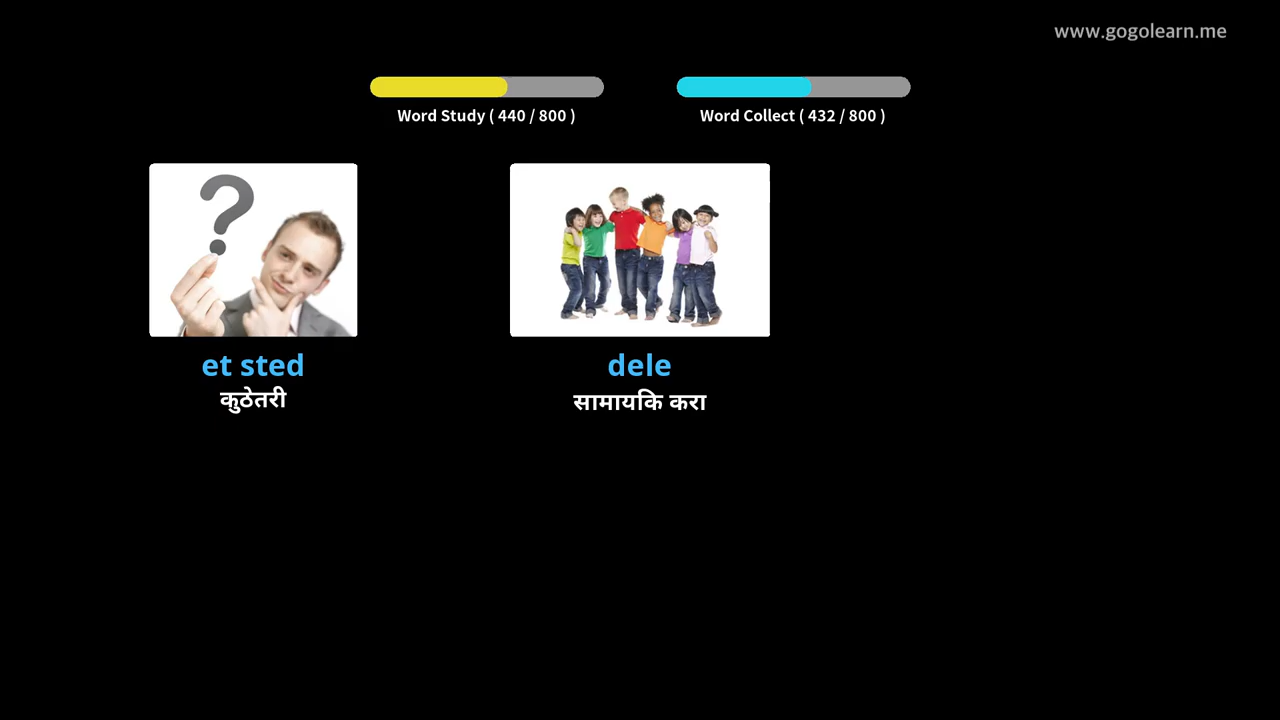 www.gogolearn.me
Word Study ( 440 / 800 )
Word Collect ( 432 / 800 )
et sted
dele
कुठेतरी
सामायकि करा